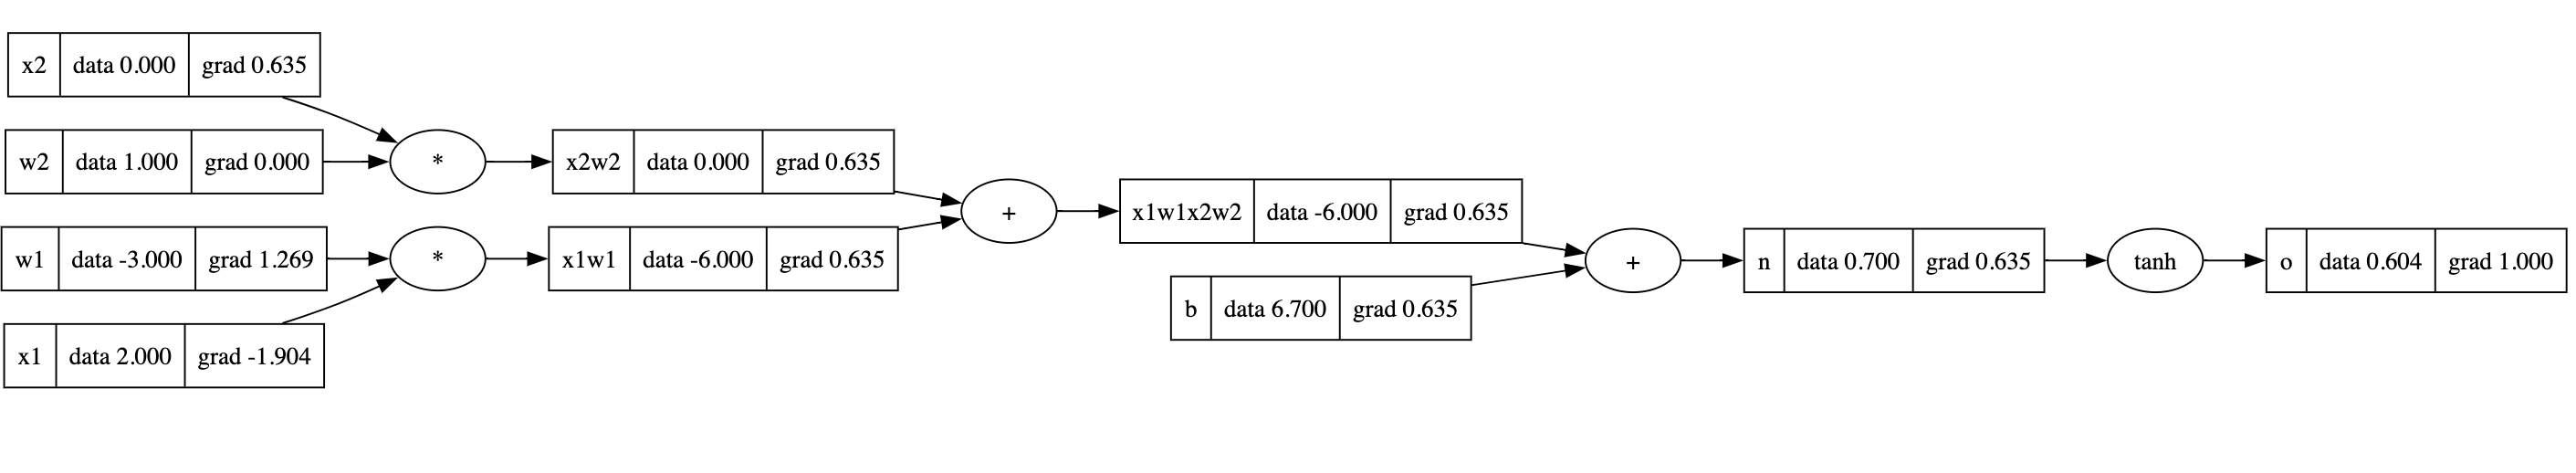 x2 data 0.000 grad 0.635
w2 data 1.000 grad 0.000
*
x2w2 data 0.000 grad 0.635
w1 data -3.000 grad 1.269
*
x1w1 data -6.000 grad 0.635
x1 data 2.000 grad -1.904
+
x1w1x2w2 data -6.000 grad 0.635
b data 6.700 grad 0.635
+
n data 0.700 grad 0.635
tanh
o data 0.604 grad 1.000